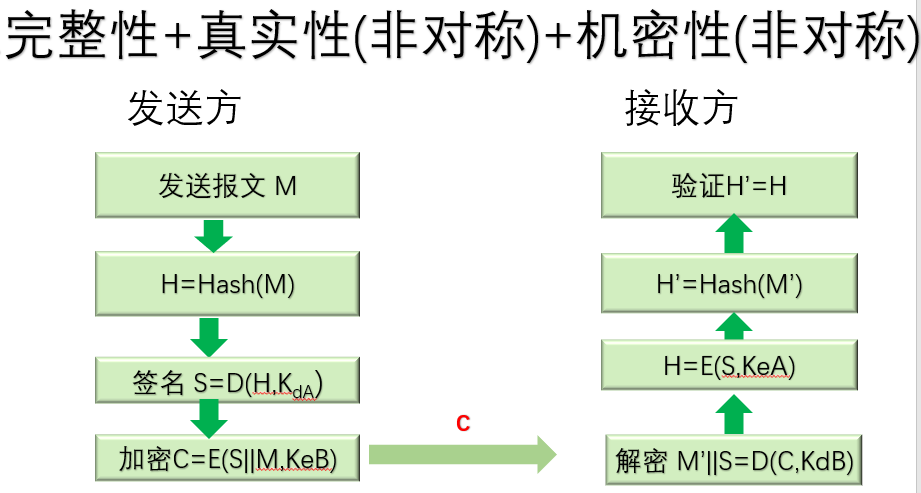 完整性+真实性(非对称)+机密性(非对称)
发送方
接收方
发送报文 M
H=Hash(M)
签名 S=D(H,KdA)
加密C=E(S||M,KeB)
C
解密 M’||S=D(C,KdB)
H=E(S,KeA)
H’=Hash(M’)
验证H’=H